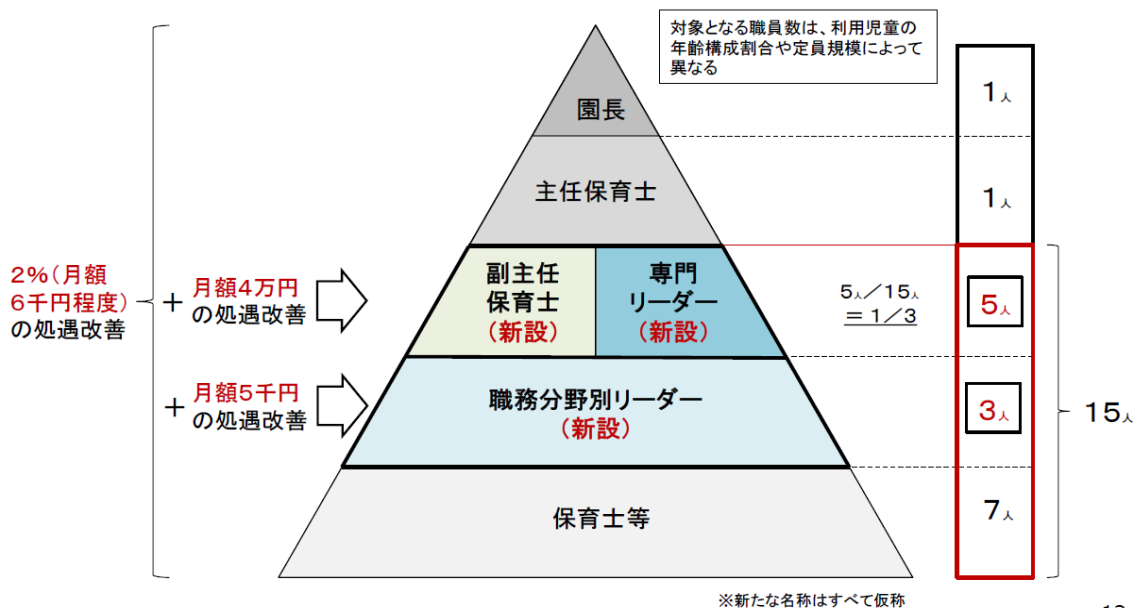 対象となる職員数は、利用児童の
年齢構成割合や定員規模によって
異なる
園長
1人
主任保育士
1人
2%(月額
6千円程度)
の処遇改善
+
月額4万円
の処遇改善
副主任
保育士
(新設)
専門
リーダー
(新設)
5人/15人
=1/3
5人
+
月額5千円
の処遇改善
職務分野別リーダー
(新設)
3人
15人
保育士等
7人
※新たな名称はすべて仮称